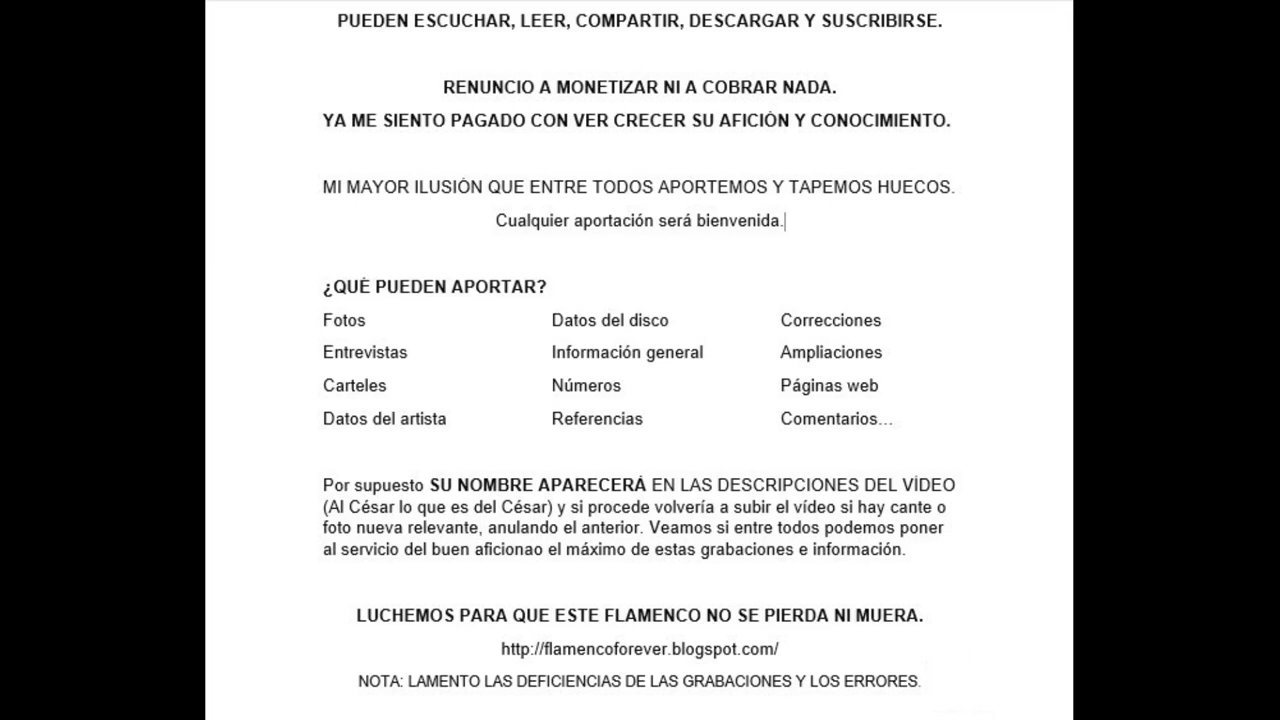 PUEDEN ESCUCHAR, LEER, COMPARTIR, DESCARGAR Y SUSCRIBIRSE.
RENUNCIO A MONETIZAR NI A COBRAR NADA.
YA ME SIENTO PAGADO CON VER CRECER SU AFICIÓN Y CONOCIMIENTO.
MI MAYOR ILUSIÓN QUE ENTRE TODOS APORTEMOS Y TAPEMOS HUECOS.
Cualquier aportación será bienvenida.
¿QUÉ PUEDEN APORTAR?
Fotos Datos del disco Correcciones
Entrevistas Información general Ampliaciones
Carteles Números Páginas web
Datos del artista Referencias Comentarios...
Por supuesto SU NOMBRE APARECERÁ EN LAS DESCRIPCIONES DEL VÍDEO
(Al César lo que es del César) y si procede volvería a subir el vídeo si hay cante o
foto nueva relevante, anulando el anterior. Veamos si entre todos podemos poner
al servicio del buen aficionao el máximo de estas grabaciones e información.
LUCHEMOS PARA QUE ESTE FLAMENCO NO SE PIERDA NI MUERA.
http://flamencoforever.blogspot.com/
NOTA: LAMENTO LAS DEFICIENCIAS DE LAS GRABACIONES Y LOS ERRORES.